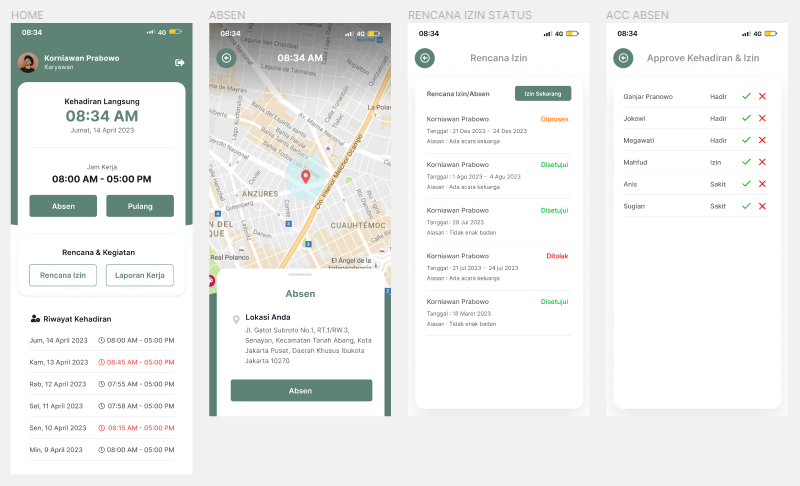 HOME
08:34
4G
Korniawan Prabowo
Karyawan
Kehadiran Langsung
08:34 AM
Jumat, 14 April 2023
Jam Kerja
08:00 AM - 05:00 PM
Absen
Pulang
Rencana & Kegiatan
Rencana Izin
Laporan Kerja
Riwayat Kehadiran
Jum, 14 April 2023 08:00 AM - 05:00 PM
Kam, 13 April 2023 08:45 AM - 05:00 PM
Rab, 12 April 2023 07:55 AM - 05:00 PM
Sel, 11 April 2023 07:58 AM - 05:00 PM
Sen, 10 April 2023 08:15 AM - 05:00 PM
Min, 9 April 2023 08:00 AM - 05:00 PM
ABSEN
08:34
4G
08:34 AM
Laguna de Términos
ANZURES
CUAUHTÉMOC
Real Polanco
El Ángel de la
Independencia
Cto. Interior Melchor Ocampo
Absen
Lokasi Anda
Jl. Gatot Subroto No.1, RT.1/RW.3,
Senayan, Kecamatan Tanah Abang, Kota
Jakarta Pusat, Daerah Khusus Ibukota
Jakarta 10270
Absen
RENCANA IZIN STATUS
08:34
4G
Rencana Izin
Rencana Izin/Absen
Izin Sekarang
Korniawan Prabowo Diproses
Tanggal : 21 Des 2023 - 24 Des 2023
Alasan : Ada acara keluarga
Korniawan Prabowo Disetujui
Tanggal : 1 Agu 2023 - 4 Agu 2023
Alasan : Ada acara keluarga
Korniawan Prabowo Disetujui
Tanggal : 28 Jul 2023
Alasan : Tidak enak badan
Korniawan Prabowo Ditolak
Tanggal : 21 jul 2023 - 24 jul 2023
Alasan : Ada acara keluarga
Korniawan Prabowo Disetujui
Tanggal : 18 Maret 2023
Alasan : Tidak enak badan
ACC ABSEN
08:34
4G
Approve Kehadiran & Izin
Ganjar Pranowo Hadir
Jokowi Hadir
Megawati Hadir
Mahfud Izin
Anis Sakit
Sugian Sakit